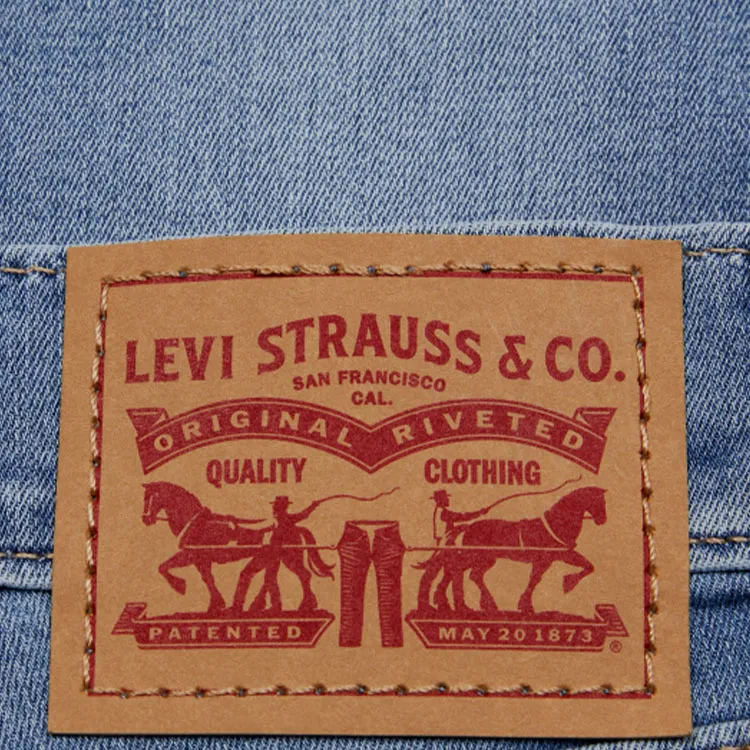 LEVI STRAUSS & CO.
SAN FRANCISCO
CAL.
ORIGINAL RIVETED
QUALITY CLOTHING
PATENTED MAY 20 1873 ®